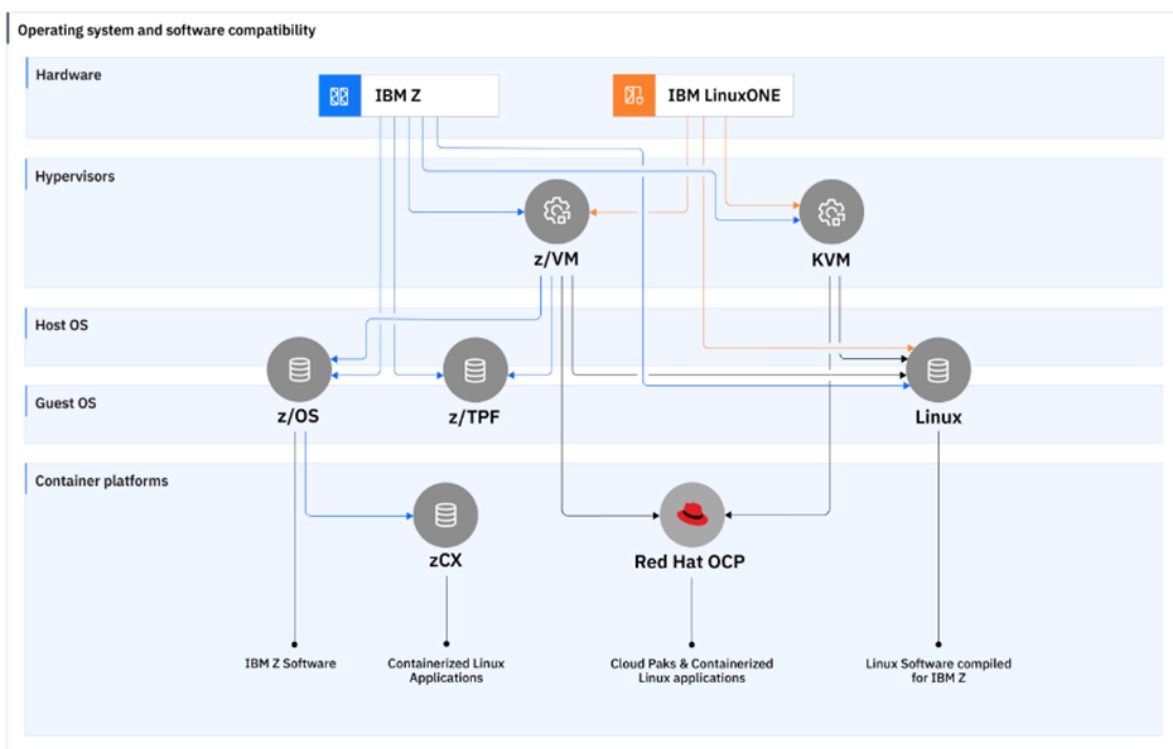 Operating system and software compatibility
Hardware
IBM Z
IBM LinuxONE
Hypervisors
z/VM
KVM
Host OS
Guest OS
z/OS
z/TPF
Linux
Container platforms
zCX
Red Hat OCP
IBM Z Software
Containerized Linux
Applications
Cloud Paks & Containerized
Linux applications
Linux Software compiled
for IBM Z